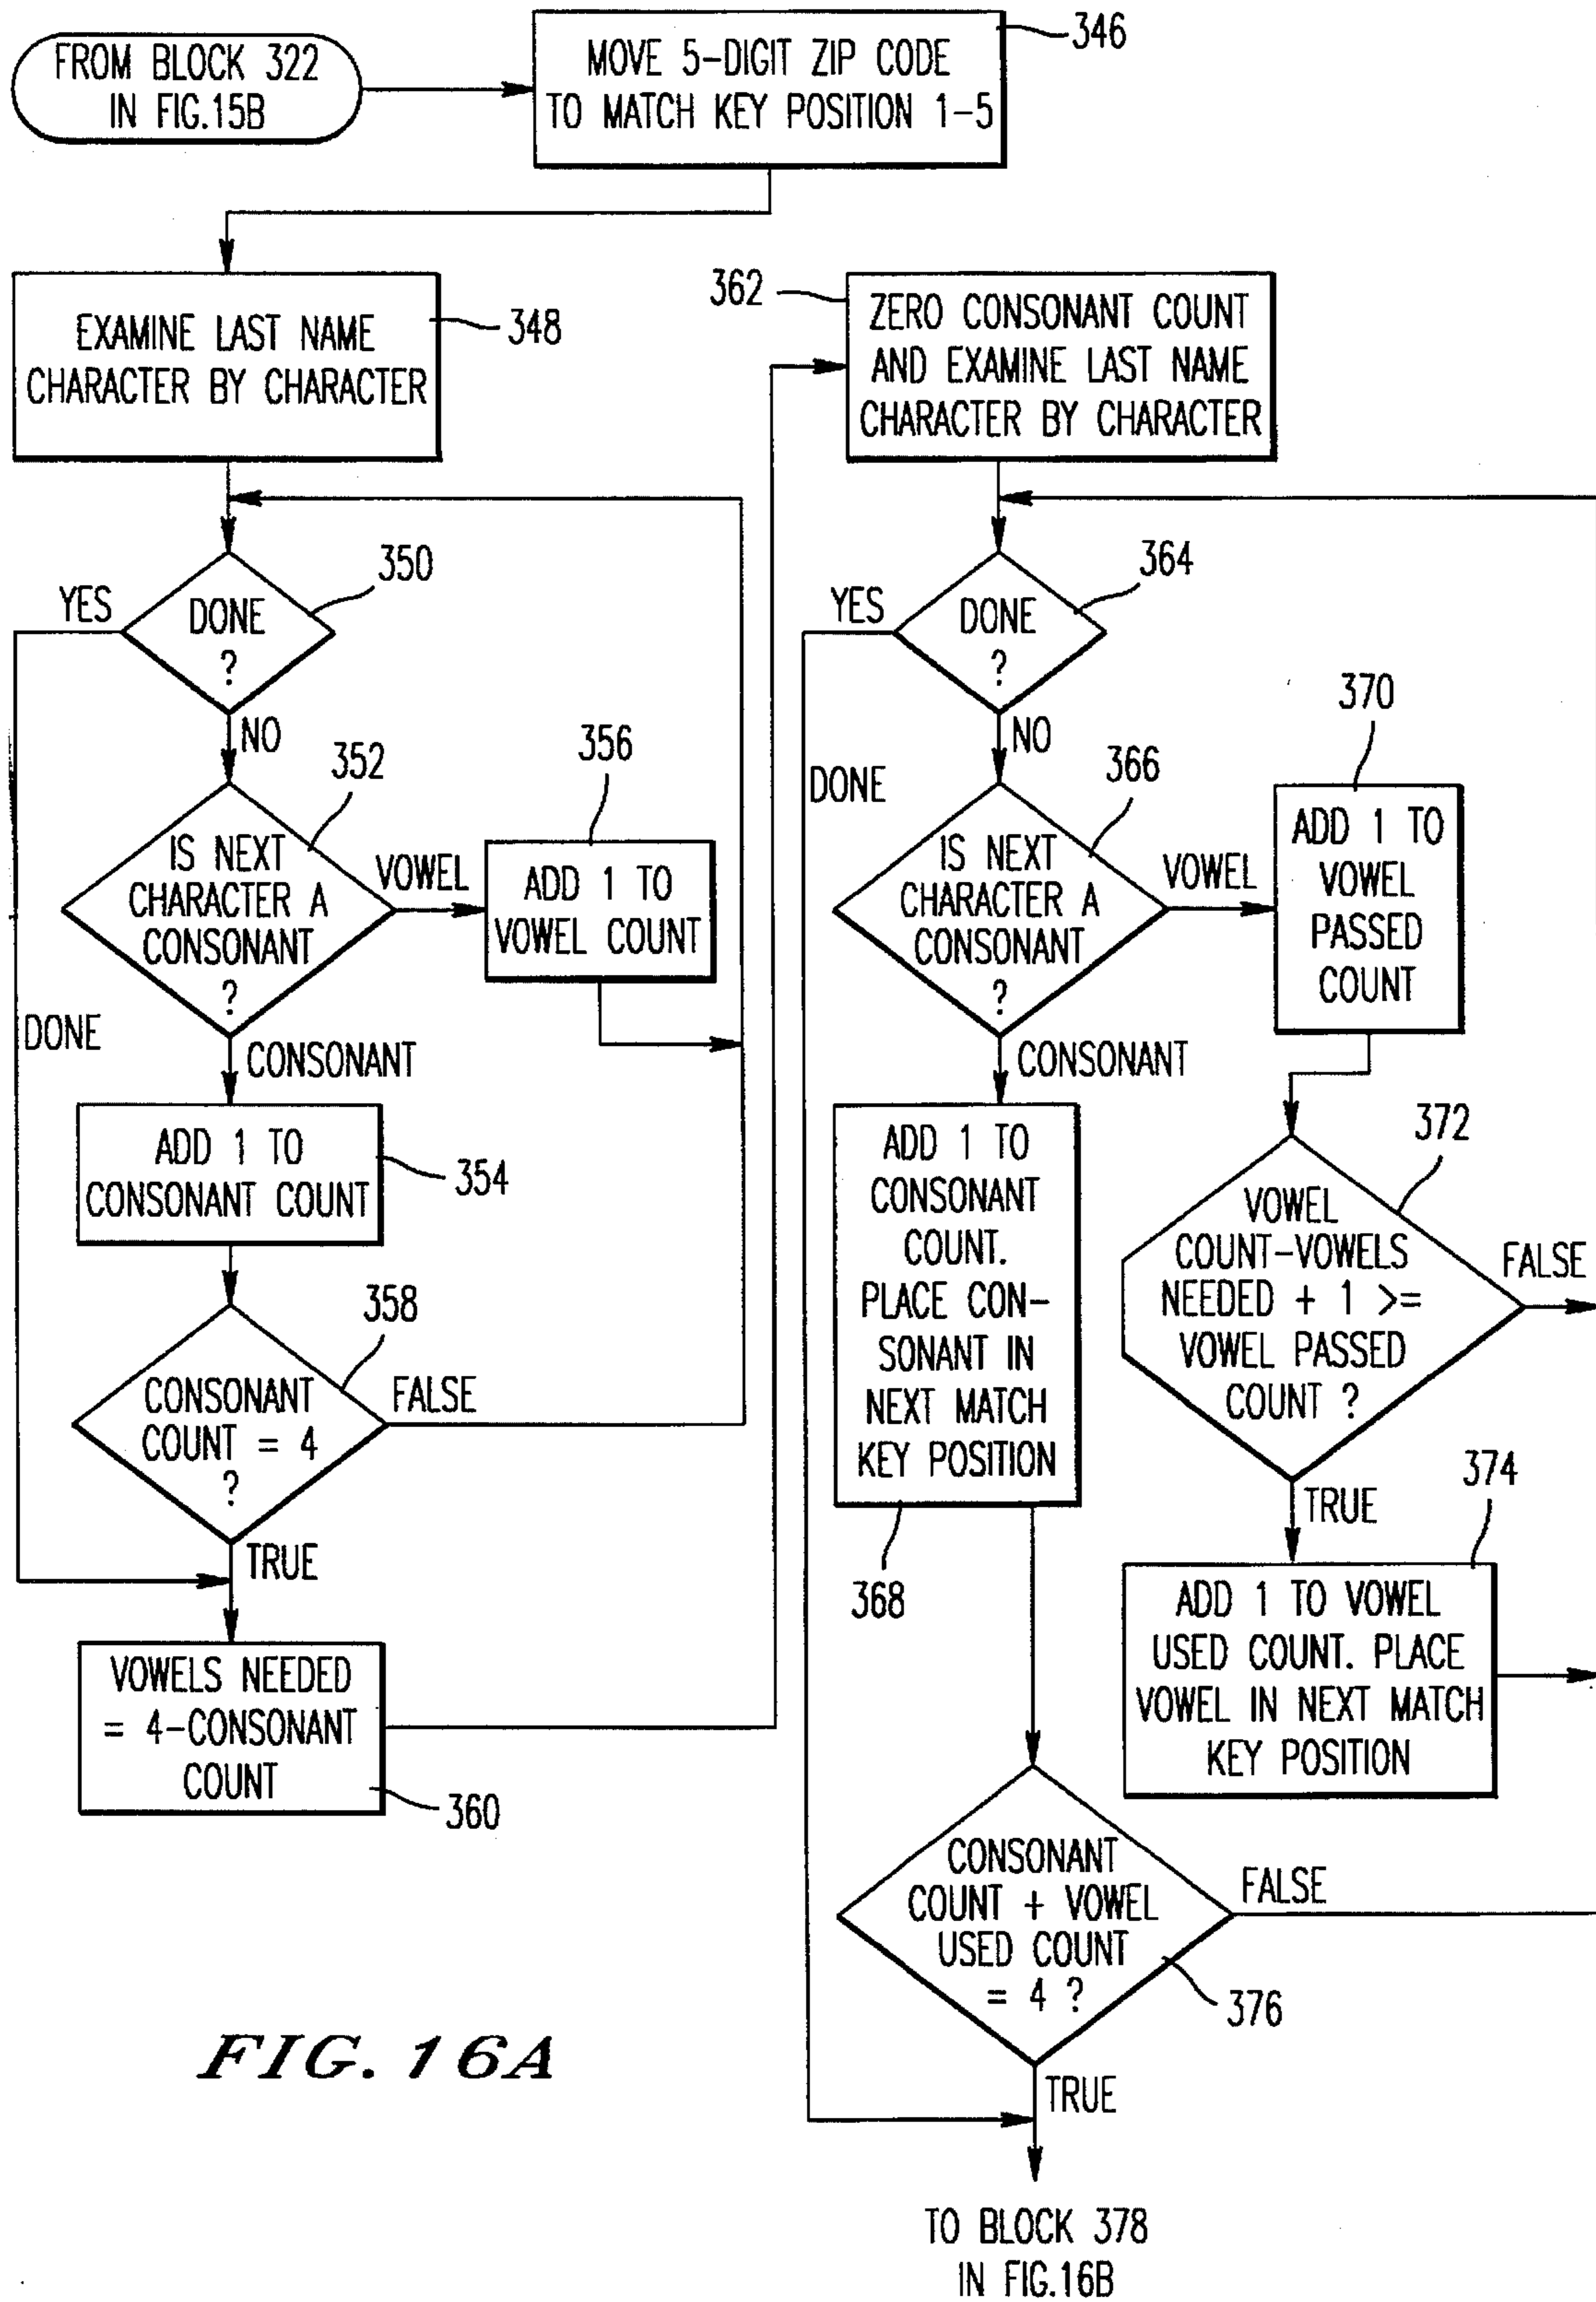 FROM BLOCK 322
IN FIG.15B
MOVE 5-DIGIT ZIP CODE
TO MATCH KEY POSITION 1-5
346
EXAMINE LAST NAME
CHARACTER BY CHARACTER
348
DONE
?
350
YES
NO
DONE
IS NEXT
CHARACTER A
CONSONANT
?
352
VOWEL
356
ADD 1 TO
VOWEL COUNT
CONSONANT
ADD 1 TO
CONSONANT COUNT
354
CONSONANT
COUNT = 4
?
358
FALSE
TRUE
VOWELS NEEDED
= 4-CONSONANT
COUNT
360
362
ZERO CONSONANT COUNT
AND EXAMINE LAST NAME
CHARACTER BY CHARACTER
DONE
?
364
YES
NO
DONE
IS NEXT
CHARACTER A
CONSONANT
?
366
VOWEL
370
ADD 1 TO
VOWEL
PASSED
COUNT
CONSONANT
ADD 1 TO
CONSONANT
COUNT.
PLACE CON-
SONANT IN
NEXT MATCH
KEY POSITION
368
VOWEL
COUNT-VOWELS
NEEDED + 1 >=
VOWEL PASSED
COUNT ?
372
FALSE
TRUE
374
ADD 1 TO VOWEL
USED COUNT. PLACE
VOWEL IN NEXT MATCH
KEY POSITION
CONSONANT
COUNT + VOWEL
USED COUNT
= 4 ?
376
FALSE
TRUE
TO BLOCK 378
IN FIG.16B
FIG. 16A